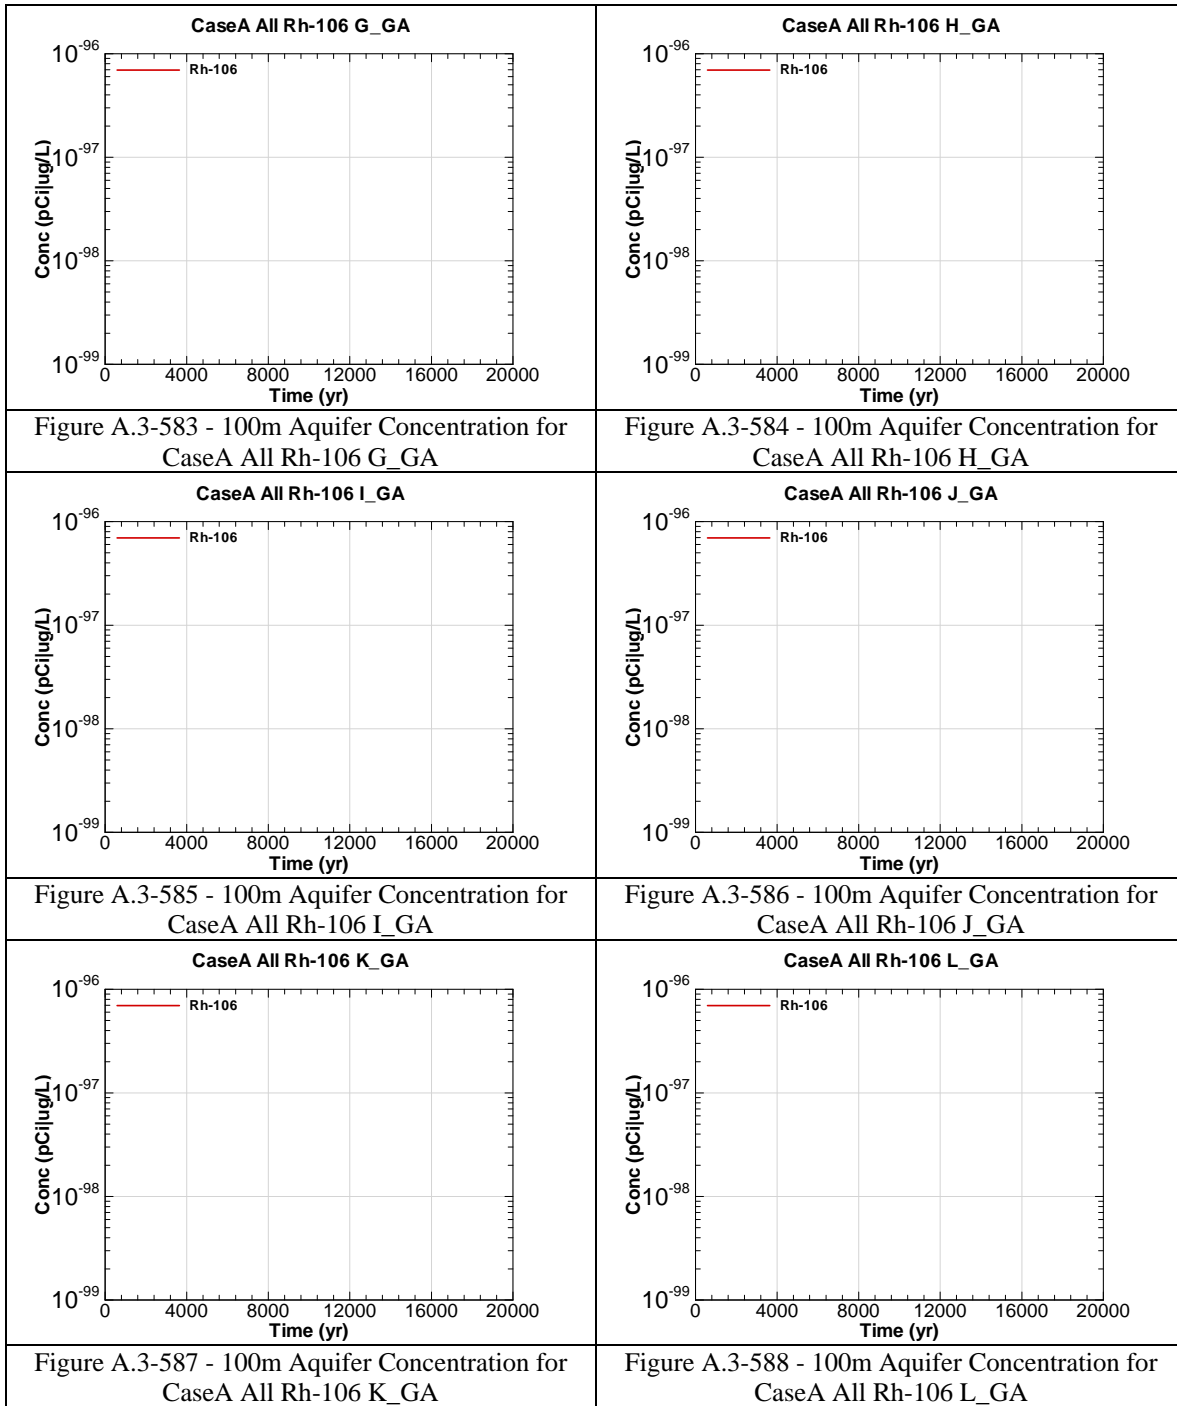 CaseA All Rh-106 G_GA
10-96
Rh-106
10-97
Conc (pCi|ug/L)
10-98
10-99
0 4000 8000 12000 16000 20000
Time (yr)
Figure A.3-583 - 100m Aquifer Concentration for
CaseA All Rh-106 G_GA
CaseA All Rh-106 H_GA
10-96
Rh-106
10-97
Conc (pCi|ug/L)
10-98
10-99
0 4000 8000 12000 16000 20000
Time (yr)
Figure A.3-584 - 100m Aquifer Concentration for
CaseA All Rh-106 H_GA
CaseA All Rh-106 I_GA
10-96
Rh-106
10-97
Conc (pCi|ug/L)
10-98
10-99
0 4000 8000 12000 16000 20000
Time (yr)
Figure A.3-585 - 100m Aquifer Concentration for
CaseA All Rh-106 I_GA
CaseA All Rh-106 J_GA
10-96
Rh-106
10-97
Conc (pCi|ug/L)
10-98
10-99
0 4000 8000 12000 16000 20000
Time (yr)
Figure A.3-586 - 100m Aquifer Concentration for
CaseA All Rh-106 J_GA
CaseA All Rh-106 K_GA
10-96
Rh-106
10-97
Conc (pCi|ug/L)
10-98
10-99
0 4000 8000 12000 16000 20000
Time (yr)
Figure A.3-587 - 100m Aquifer Concentration for
CaseA All Rh-106 K_GA
CaseA All Rh-106 L_GA
10-96
Rh-106
10-97
Conc (pCi|ug/L)
10-98
10-99
0 4000 8000 12000 16000 20000
Time (yr)
Figure A.3-588 - 100m Aquifer Concentration for
CaseA All Rh-106 L_GA